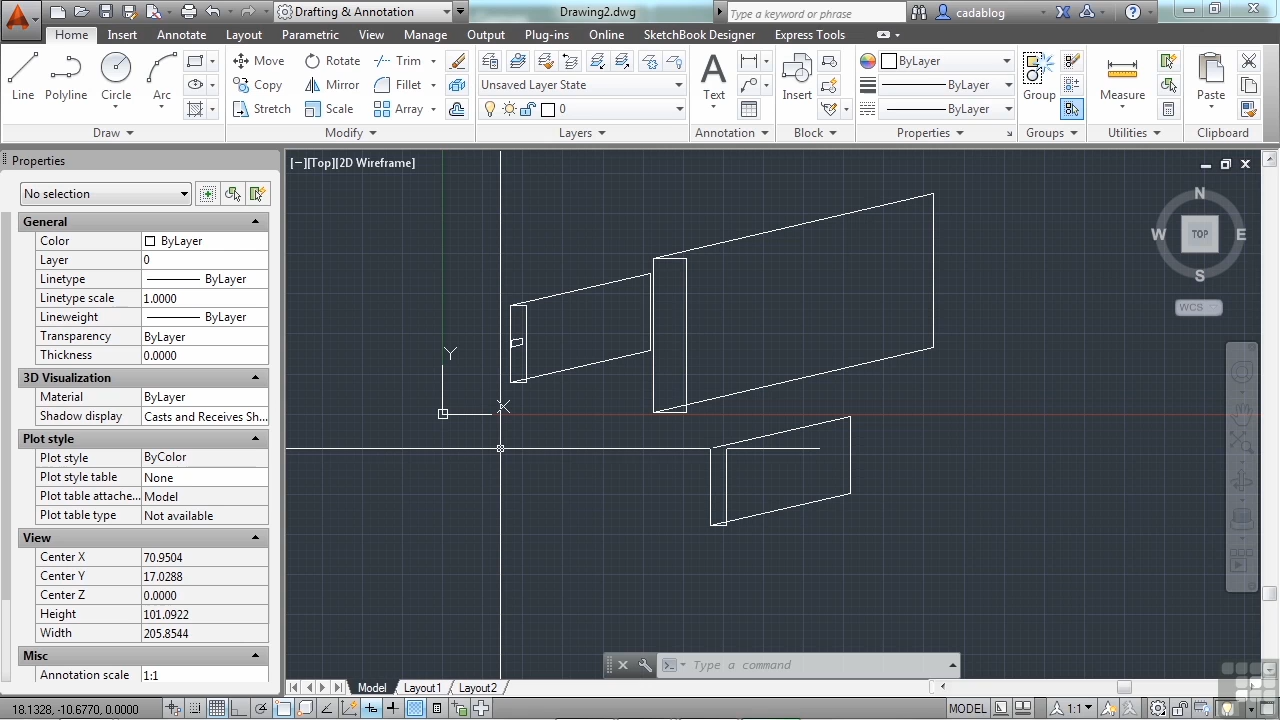 Drafting & Annotation
Drawing2.dwg
Type a keyword or phrase
cadablog
Home Insert Annotate Layout Parametric View Manage Output Plug-ins Online SketchBook Designer Express Tools
Line
Polyline
Circle
Arc
Move
Copy
Stretch
Rotate
Mirror
Scale
Trim
Fillet
Array
Unsaved Layer State
0
Text
Insert
ByLayer
ByLayer
ByLayer
Group
Measure
Paste
Draw
Modify
Layers
Annotation
Block
Properties
Groups
Utilities
Clipboard
Properties
No selection
General
Color ByLayer
Layer 0
Linetype ByLayer
Linetype scale 1.0000
Lineweight ByLayer
Transparency ByLayer
Thickness 0.0000
3D Visualization
Material ByLayer
Shadow display Casts and Receives Sh...
Plot style
Plot style ByColor
Plot style table None
Plot table attache... Model
Plot table type Not available
View
Center X 70.9504
Center Y 17.0288
Center Z 0.0000
Height 101.0922
Width 205.8544
Misc
Annotation scale 1:1
[−][Top][2D Wireframe]
N
W TOP E
S
WCS
Y
X
Type a command
Model Layout1 Layout2
18.1328, -10.6770, 0.0000
MODEL
1:1